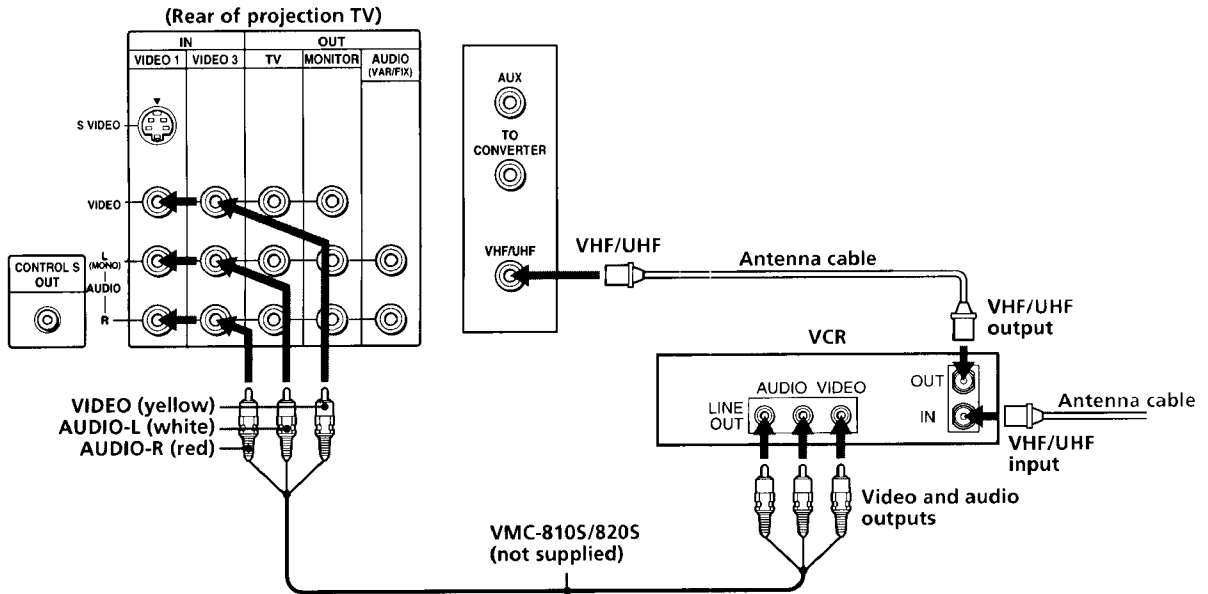 (Rear of projection TV)
IN
OUT
VIDEO 1 VIDEO 3 TV MONITOR AUDIO
(VAR/FIX)
S VIDEO
VIDEO
L
(MONO)
AUDIO
R
CONTROL S
OUT
VIDEO (yellow)
AUDIO-L (white)
AUDIO-R (red)
AUX
TO
CONVERTER
VHF/UHF
VHF/UHF
Antenna cable
VHF/UHF
output
VCR
AUDIO VIDEO
LINE
OUT
OUT
IN
Antenna cable
VHF/UHF
input
Video and audio
outputs
VMC-810S/820S
(not supplied)